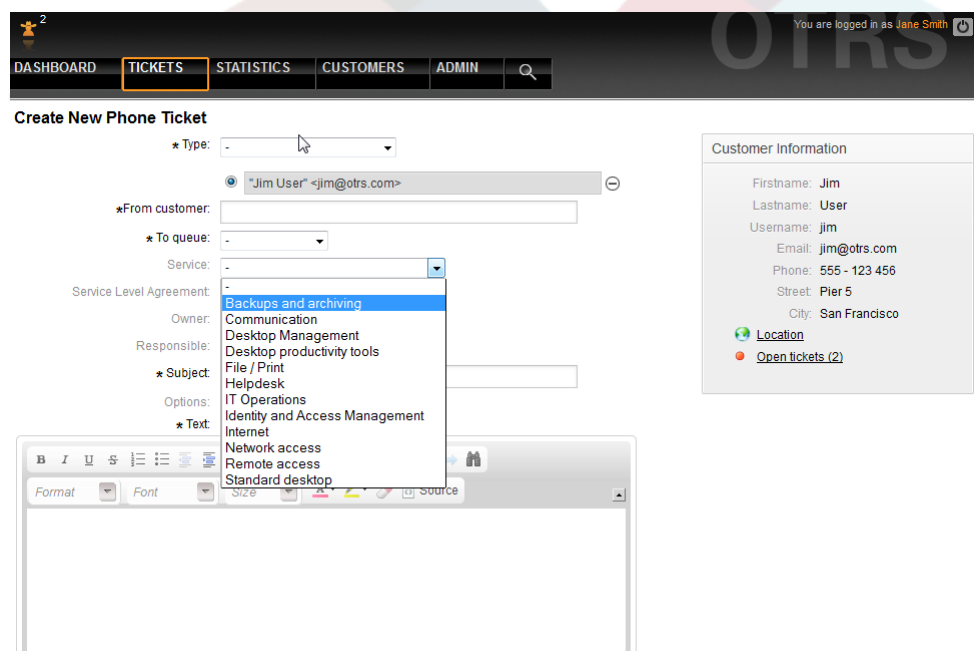 2
You are logged in as Jane Smith
OTRS
DASHBOARD TICKETS STATISTICS CUSTOMERS ADMIN
Create New Phone Ticket
* Type: -
"Jim User" <jim@otrs.com>
*From customer:
* To queue: -
Service: -
-
Service Level Agreement:
Backups and archiving
Owner:
Communication
Desktop Management
Responsible:
Desktop productivity tools
* Subject:
File / Print
Helpdesk
Options:
IT Operations
* Text:
Identity and Access Management
Internet
Network access
Remote access
Standard desktop
B I U S
Format Font Size A Source
Customer Information
Firstname: Jim
Lastname: User
Username: jim
Email: jim@otrs.com
Phone: 555 - 123 456
Street: Pier 5
City: San Francisco
Location
Open tickets (2)